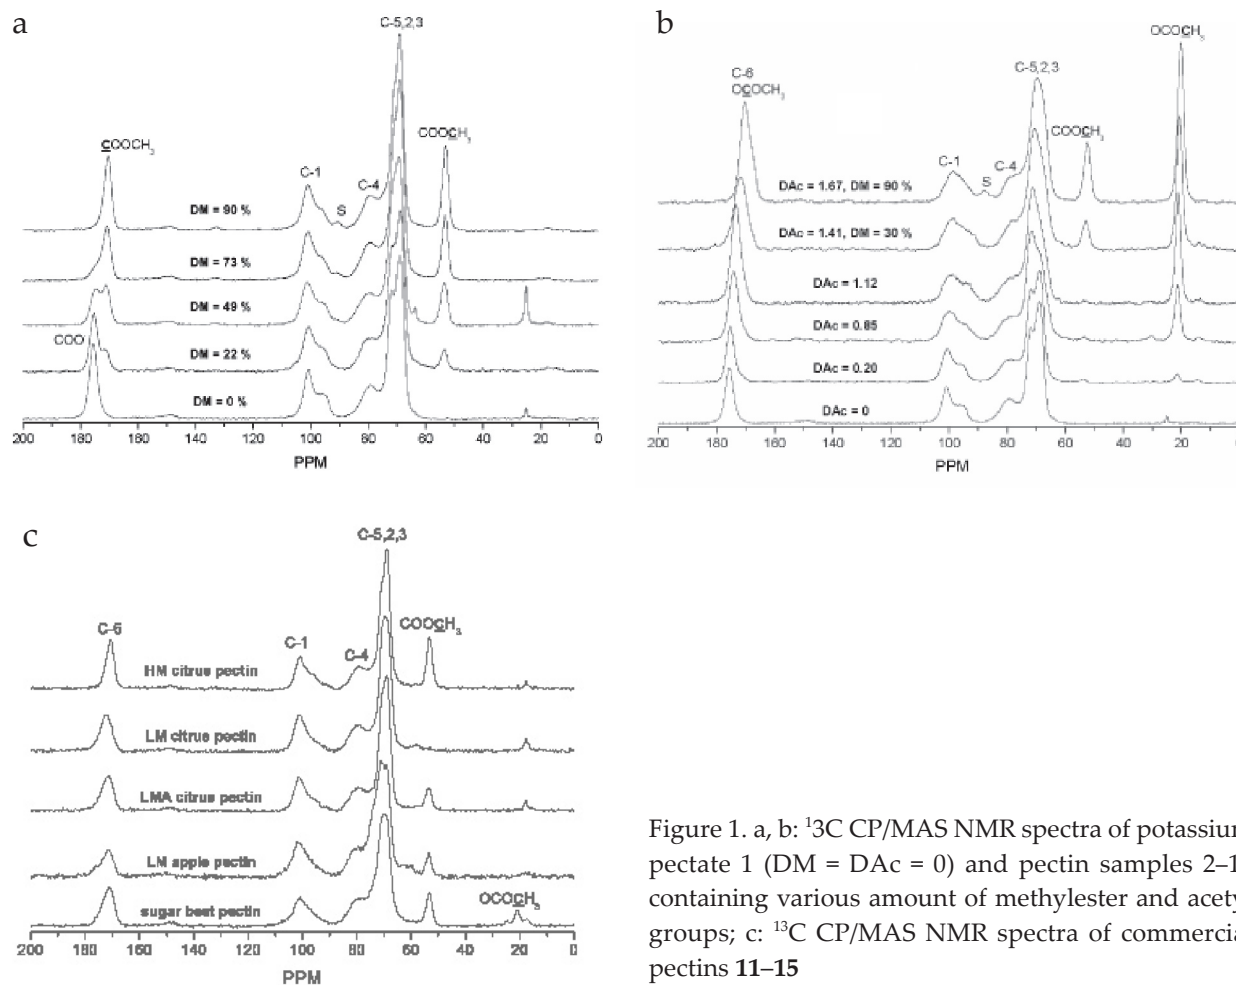 a
C-5,2,3
COOCH3
COOCH3
C-1
C-4
S
DM = 90 %
DM = 73 %
DM = 49 %
COO
DM = 22 %
DM = 0 %
200 180 160 140 120 100 80 60 40 20 0
PPM
b
OCOCH3
C-6
OCOCH3
C-5,2,3
COOCH3
C-1
S
C-4
DAc = 1.67, DM = 90 %
DAc = 1.41, DM = 30 %
DAc = 1.12
DAc = 0.85
DAc = 0.20
DAc = 0
200 180 160 140 120 100 80 60 40 20
PPM
c
C-5,2,3
C-6
C-1
C-4
COOCH3
HM citrus pectin
LM citrus pectin
LMA citrus pectin
LM apple pectin
OCOCH3
sugar beet pectin
200 180 160 140 120 100 80 60 40 20 0
PPM
Figure 1. a, b: ¹3C CP/MAS NMR spectra of potassium
pectate 1 (DM = DAc = 0) and pectin samples 2–1
containing various amount of methylester and acety
groups; c: ¹³C CP/MAS NMR spectra of commercia
pectins 11–15